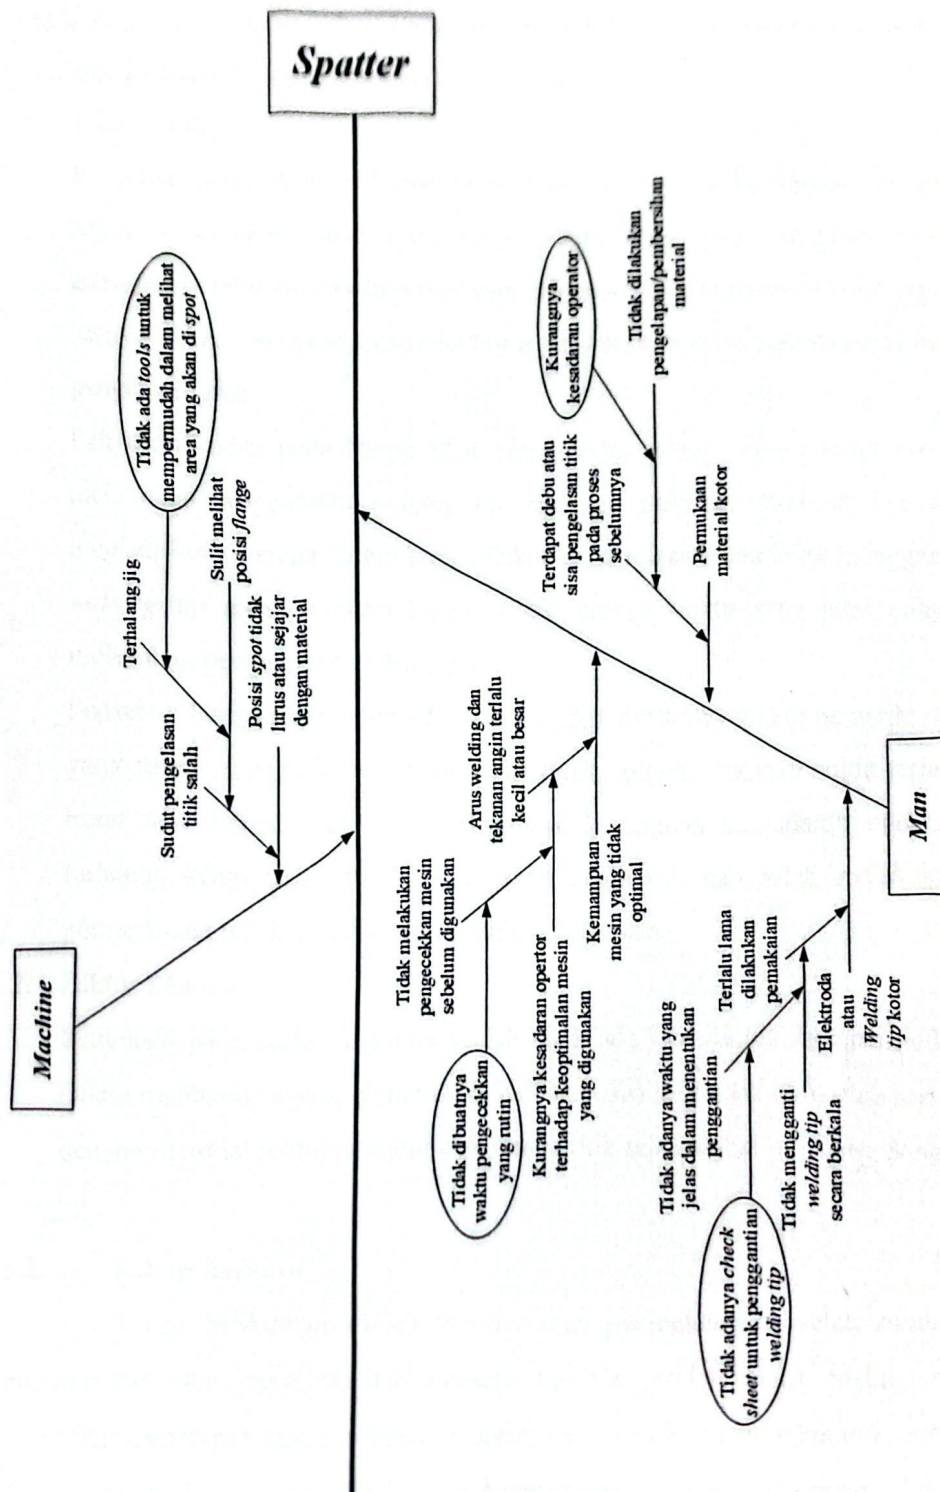 Spatter
Machine
Tidak ada tools untuk
mempermudah dalam melihat
area yang akan di spot
Terhalang jig
Sulit melihat
posisi flange
Sudut pengelasan
titik salah
Posisi spot tidak
lurus atau sejajar
dengan material
Tidak melakukan
pengecekkan mesin
sebelum digunakan
Tidak dibuatnya
waktu pengecekkan
yang rutin
Arus welding dan
tekanan angin terlalu
kecil atau besar
Kurangnya kesadaran opertor
terhadap keoptimalan mesin
yang digunakan
Kemampuan
mesin yang tidak
optimal
Kurangnya
kesadaran operator
Terdapat debu atau
sisa pengelasan titik
pada proses
sebelumnya
Tidak dilakukan
pengelapan/pembersihan
material
Permukaan
material kotor
Tidak adanya waktu yang
jelas dalam menentukan
penggantian
Tidak adanya check
sheet untuk penggantian
welding tip
Terlalu lama
dilakukan
pemakaian
Tidak mengganti
welding tip
secara berkala
Elektroda
atau
Welding
tip kotor
Man